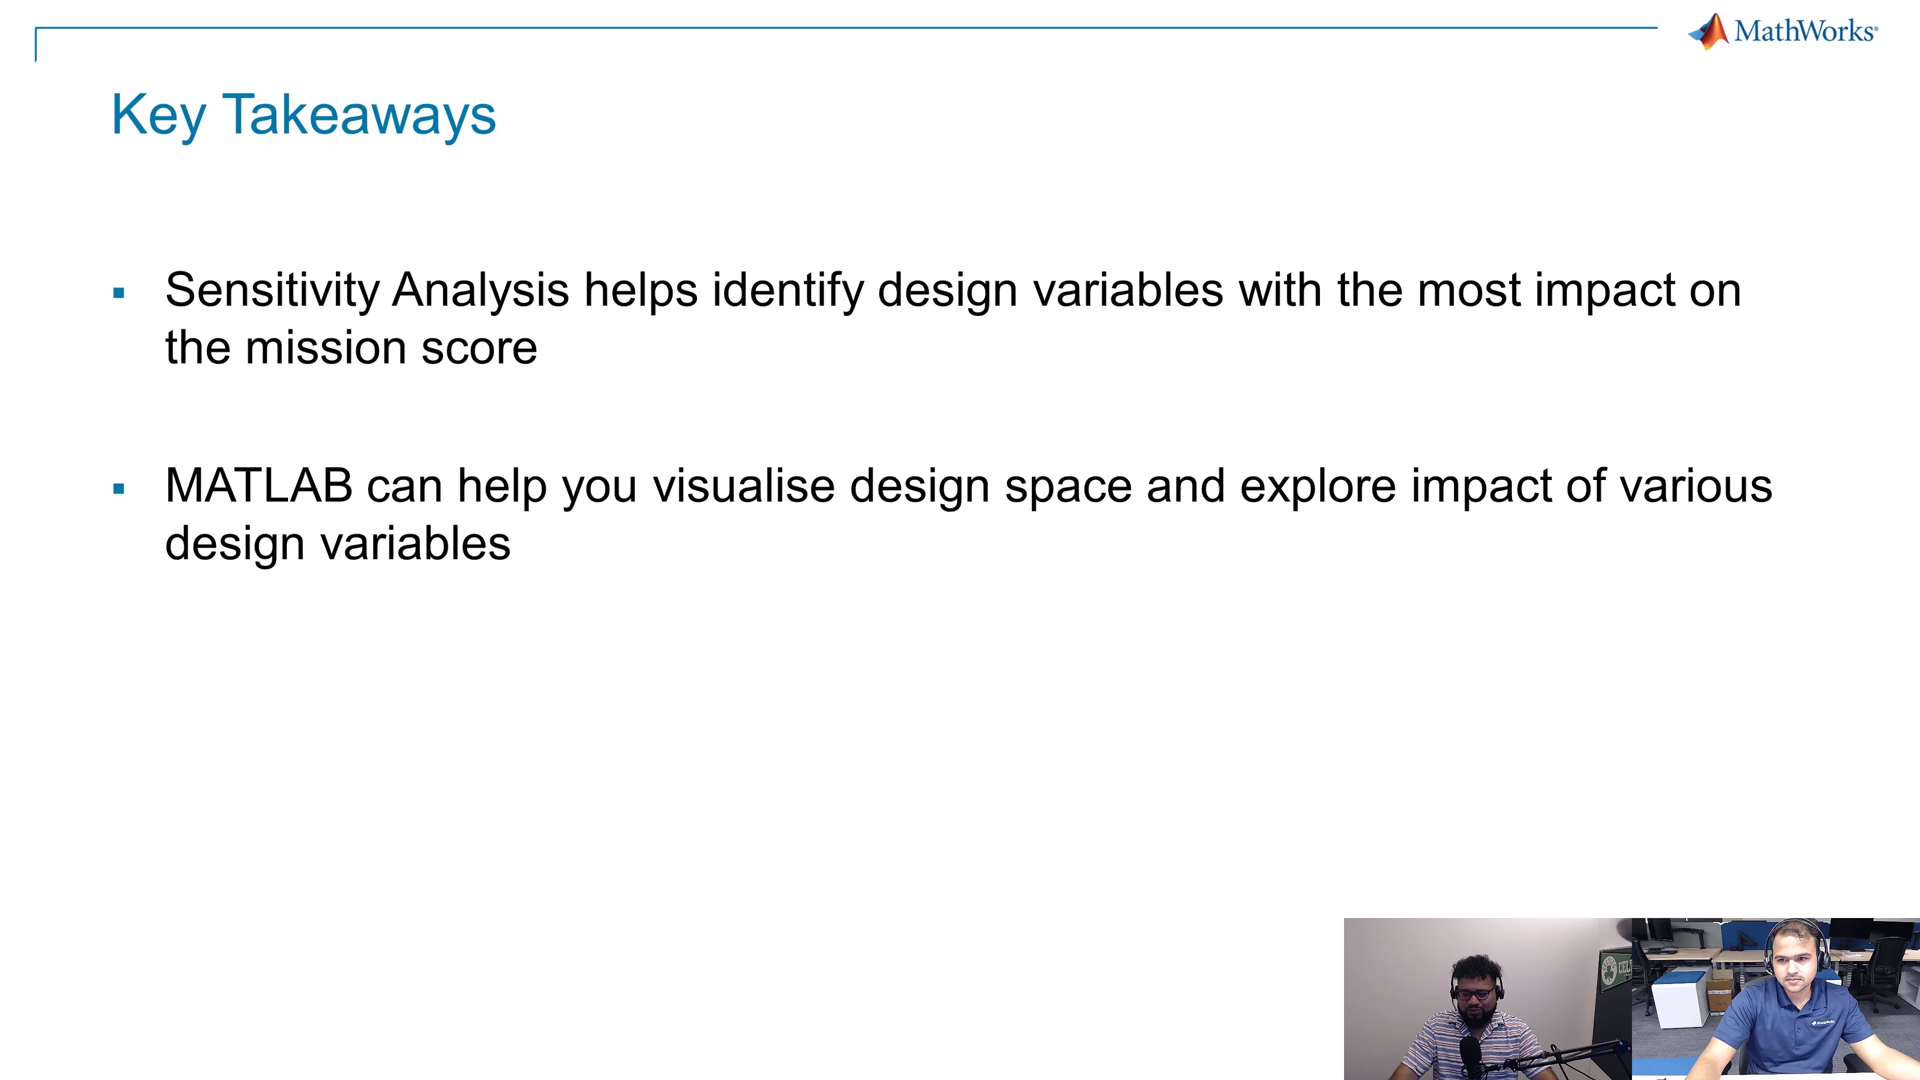 MathWorks®
Key Takeaways
▪ Sensitivity Analysis helps identify design variables with the most impact on
the mission score
▪ MATLAB can help you visualise design space and explore impact of various
design variables